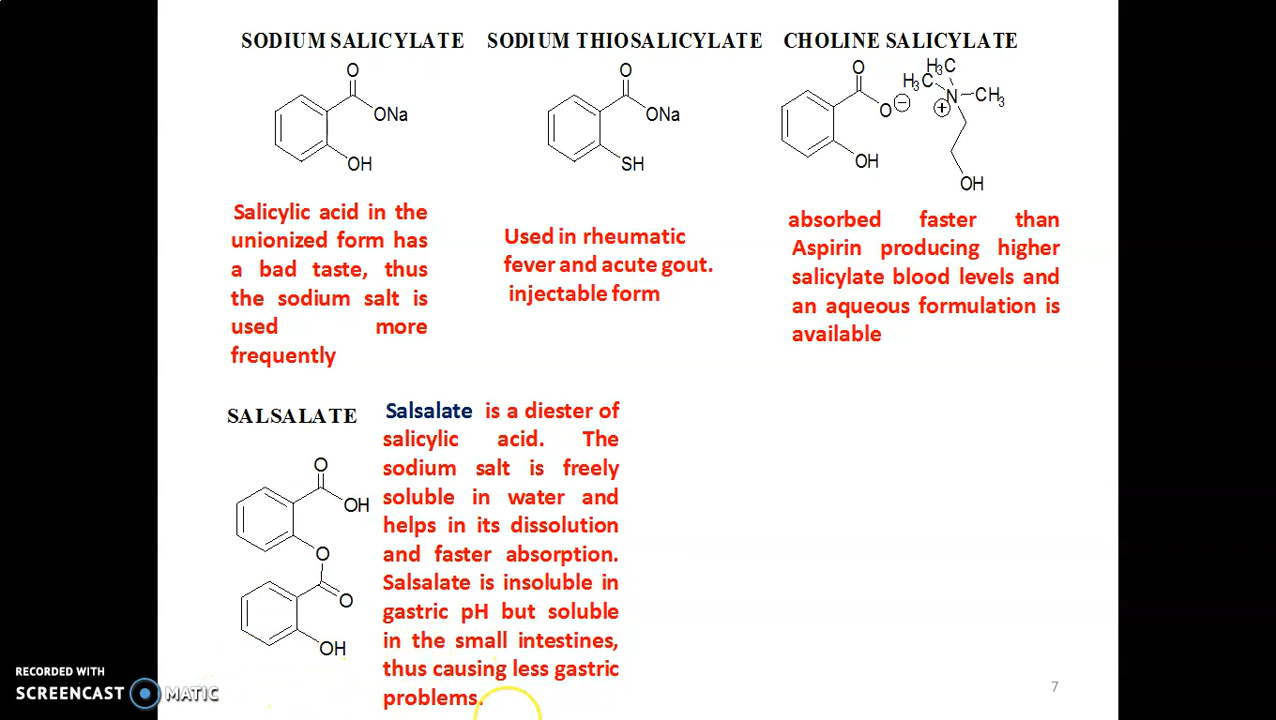 SODIUM SALICYLATE
O
ONa
OH
Salicylic acid in the
unionized form has
a bad taste, thus
the sodium salt is
used more
frequently
SODIUM THIOSALICYLATE
O
ONa
SH
Used in rheumatic
fever and acute gout.
injectable form
CHOLINE SALICYLATE
O
O −
OH
H₃C
H₃C
N
+
CH₃
OH
absorbed faster than
Aspirin producing higher
salicylate blood levels and
an aqueous formulation is
available
SALSALATE
O
OH
O
O
OH
Salsalate is a diester of
salicylic acid. The
sodium salt is freely
soluble in water and
helps in its dissolution
and faster absorption.
Salsalate is insoluble in
gastric pH but soluble
in the small intestines,
thus causing less gastric
problems.
RECORDED WITH
SCREENCAST MATIC
7